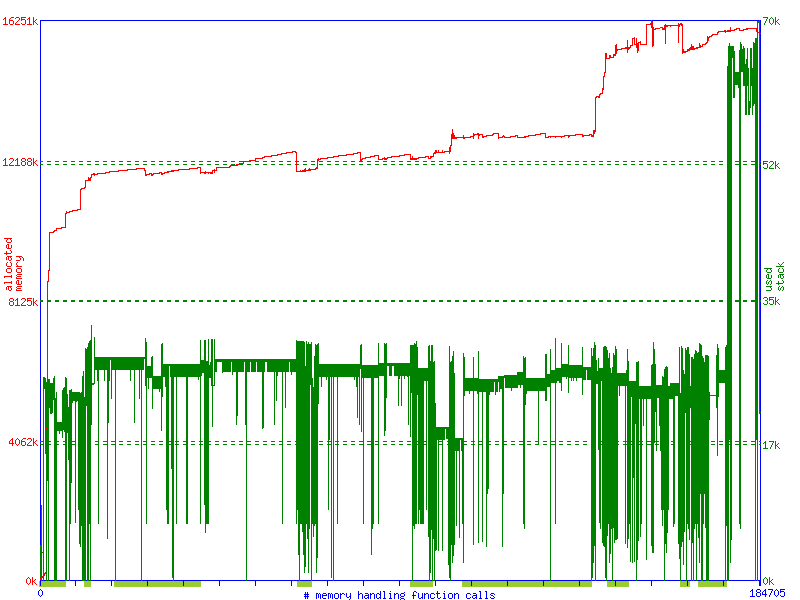 16251k
70k
12188k
52k
allocated
memory
used
stack
8125k
35k
4062k
17k
0k
0k
0
# memory handling function calls
184705